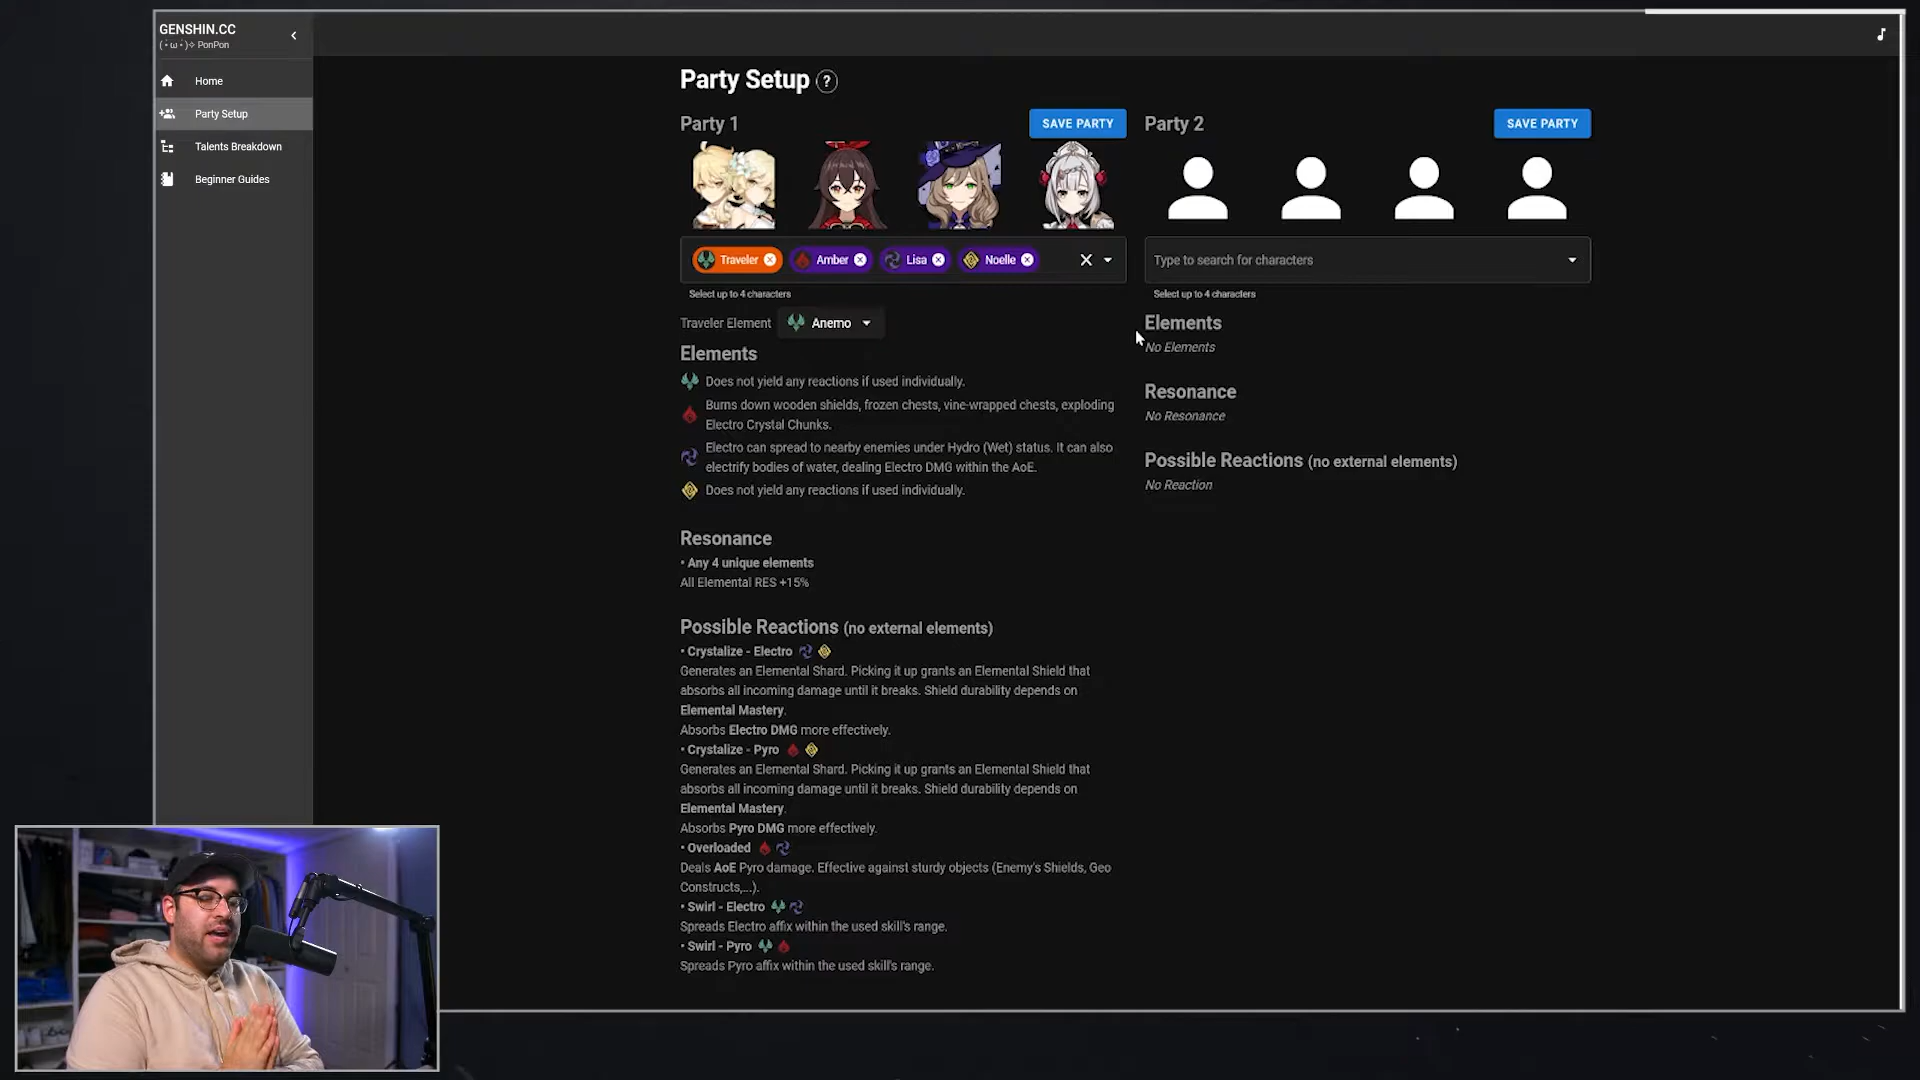 GENSHIN.CC
PonPon
Home
Party Setup
Talents Breakdown
Beginner Guides
Party Setup ?
Party 1
SAVE PARTY
Traveler
Amber
Lisa
Noelle
Select up to 4 characters
Traveler Element
Anemo
Elements
Does not yield any reactions if used individually.
Burns down wooden shields, frozen chests, vine-wrapped chests, exploding
Electro Crystal Chunks.
Electro can spread to nearby enemies under Hydro (Wet) status. It can also
electrify bodies of water, dealing Electro DMG within the AoE.
Does not yield any reactions if used individually.
Resonance
• Any 4 unique elements
All Elemental RES +15%
Possible Reactions (no external elements)
• Crystalize - Electro
Generates an Elemental Shard. Picking it up grants an Elemental Shield that
absorbs all incoming damage until it breaks. Shield durability depends on
Elemental Mastery.
Absorbs Electro DMG more effectively.
• Crystalize - Pyro
Generates an Elemental Shard. Picking it up grants an Elemental Shield that
absorbs all incoming damage until it breaks. Shield durability depends on
Elemental Mastery.
Absorbs Pyro DMG more effectively.
• Overloaded
Deals AoE Pyro damage. Effective against sturdy objects (Enemy's Shields, Geo
Constructs,...).
• Swirl - Electro
Spreads Electro affix within the used skill's range.
• Swirl - Pyro
Spreads Pyro affix within the used skill's range.
Party 2
SAVE PARTY
Type to search for characters
Select up to 4 characters
Elements
No Elements
Resonance
No Resonance
Possible Reactions (no external elements)
No Reaction